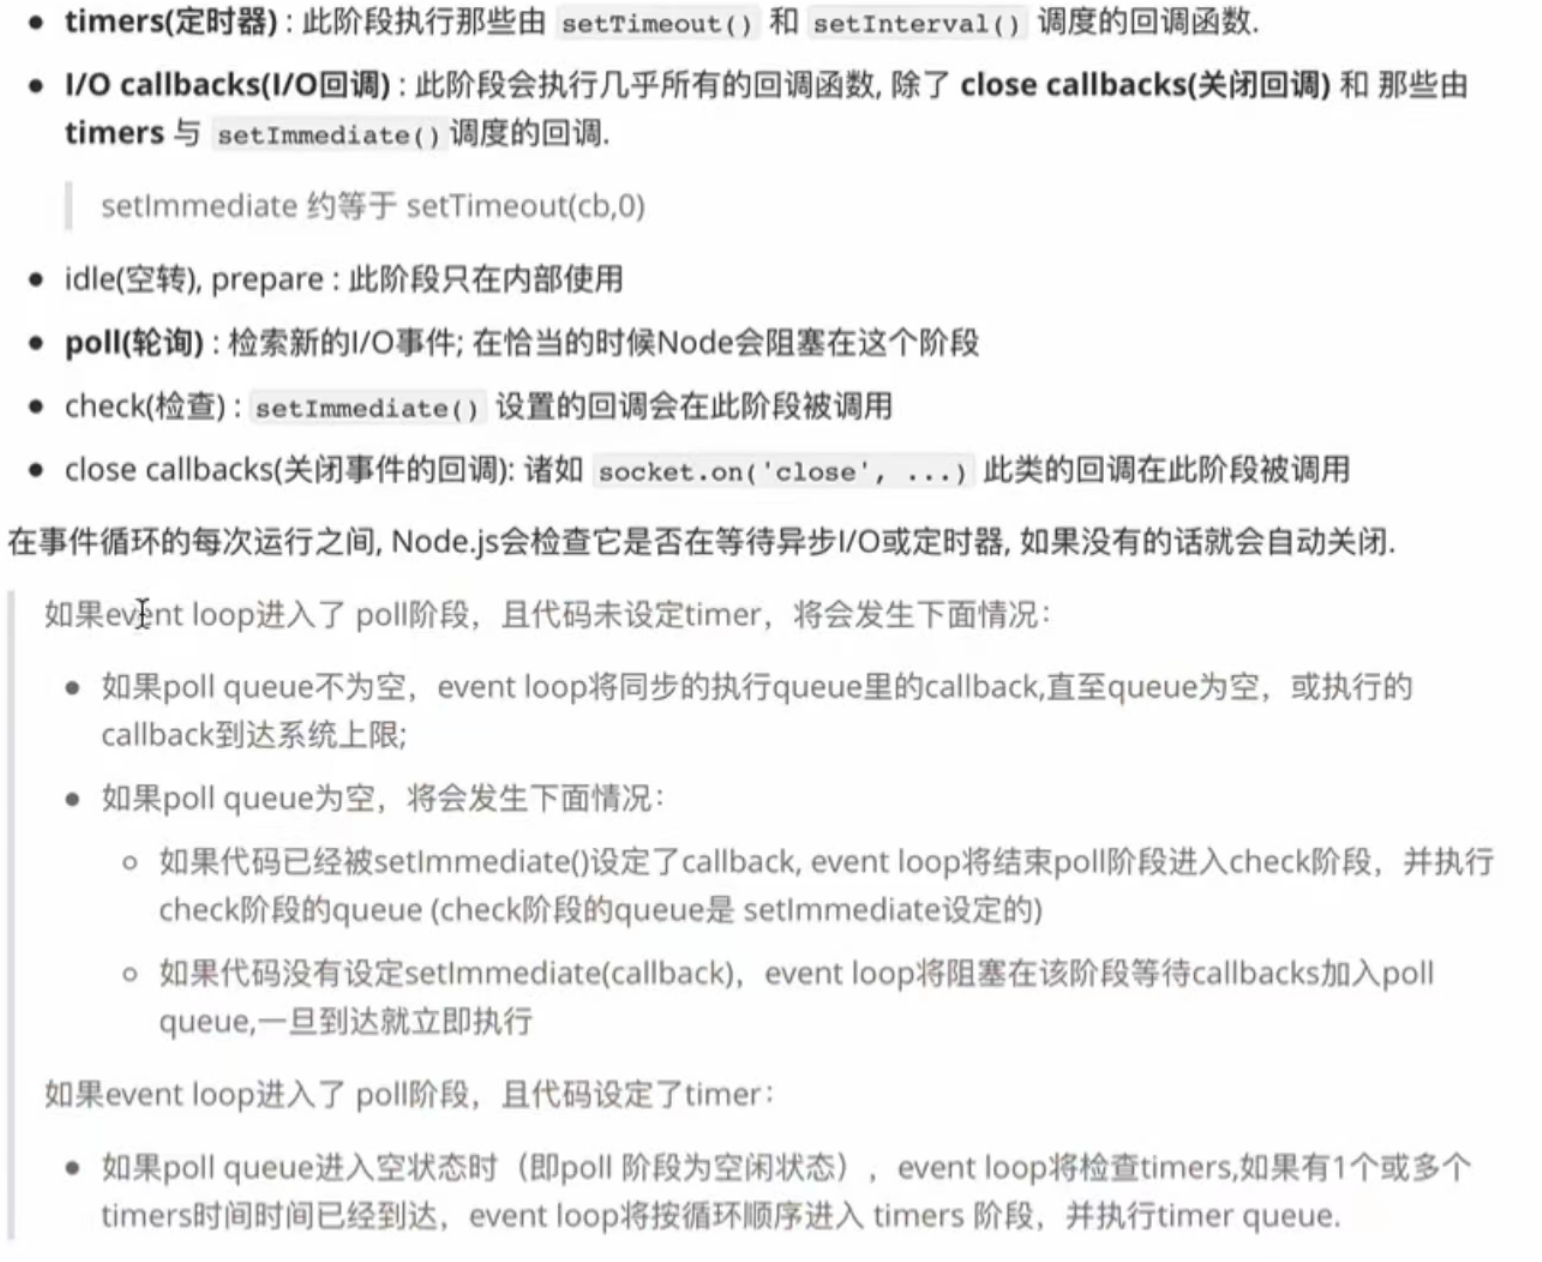 timers(定时器) : 此阶段执行那些由 setTimeout() 和 setInterval() 调度的回调函数.
I/O callbacks(I/O回调) : 此阶段会执行几乎所有的回调函数, 除了 close callbacks(关闭回调) 和 那些由
timers 与 setImmediate() 调度的回调.
setImmediate 约等于 setTimeout(cb,0)
idle(空转), prepare : 此阶段只在内部使用
poll(轮询) : 检索新的I/O事件; 在恰当的时候Node会阻塞在这个阶段
check(检查) : setImmediate() 设置的回调会在此阶段被调用
close callbacks(关闭事件的回调): 诸如 socket.on('close', ...) 此类的回调在此阶段被调用
在事件循环的每次运行之间, Node.js会检查它是否在等待异步I/O或定时器, 如果没有的话就会自动关闭.
如果event loop进入了 poll阶段，且代码未设定timer，将会发生下面情况：
如果poll queue不为空，event loop将同步的执行queue里的callback,直至queue为空，或执行的
callback到达系统上限;
如果poll queue为空，将会发生下面情况：
如果代码已经被setImmediate()设定了callback, event loop将结束poll阶段进入check阶段，并执行
check阶段的queue (check阶段的queue是 setImmediate设定的)
如果代码没有设定setImmediate(callback)，event loop将阻塞在该阶段等待callbacks加入poll
queue,一旦到达就立即执行
如果event loop进入了 poll阶段，且代码设定了timer：
如果poll queue进入空状态时（即poll 阶段为空闲状态），event loop将检查timers,如果有1个或多个
timers时间时间已经到达，event loop将按循环顺序进入 timers 阶段，并执行timer queue.